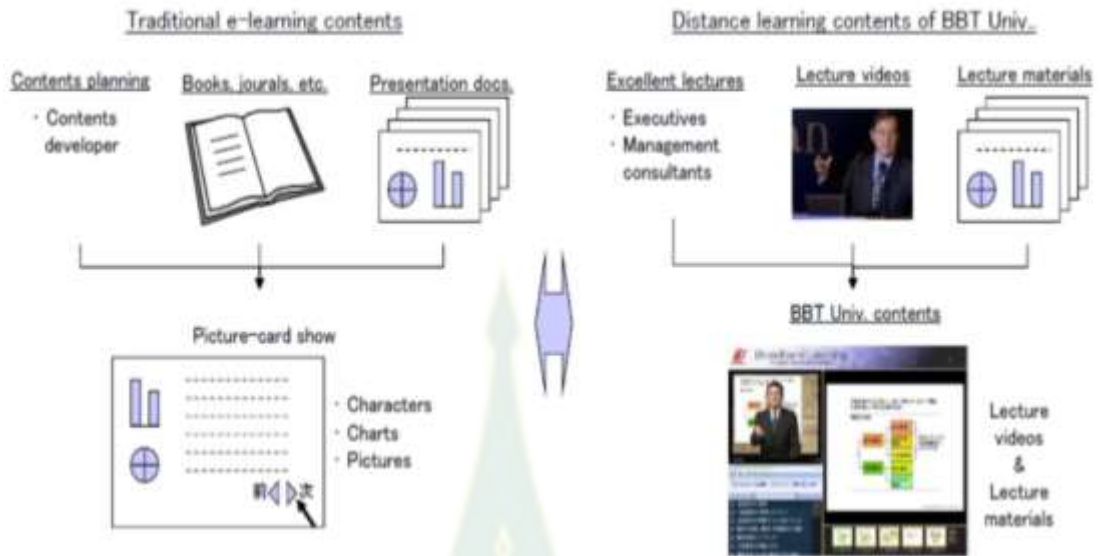 Traditional e-learning contents
Contents planning
・Contents
developer
Books, jourals, etc.
Presentation docs.
Picture-card show
・Characters
・Charts
・Pictures
前 次
Distance learning contents of BBT Univ..
Excellent lectures
・Executives
・Management
consultants
Lecture videos
Lecture materials
BBT Univ. contents
Lecture
videos
&
Lecture
materials